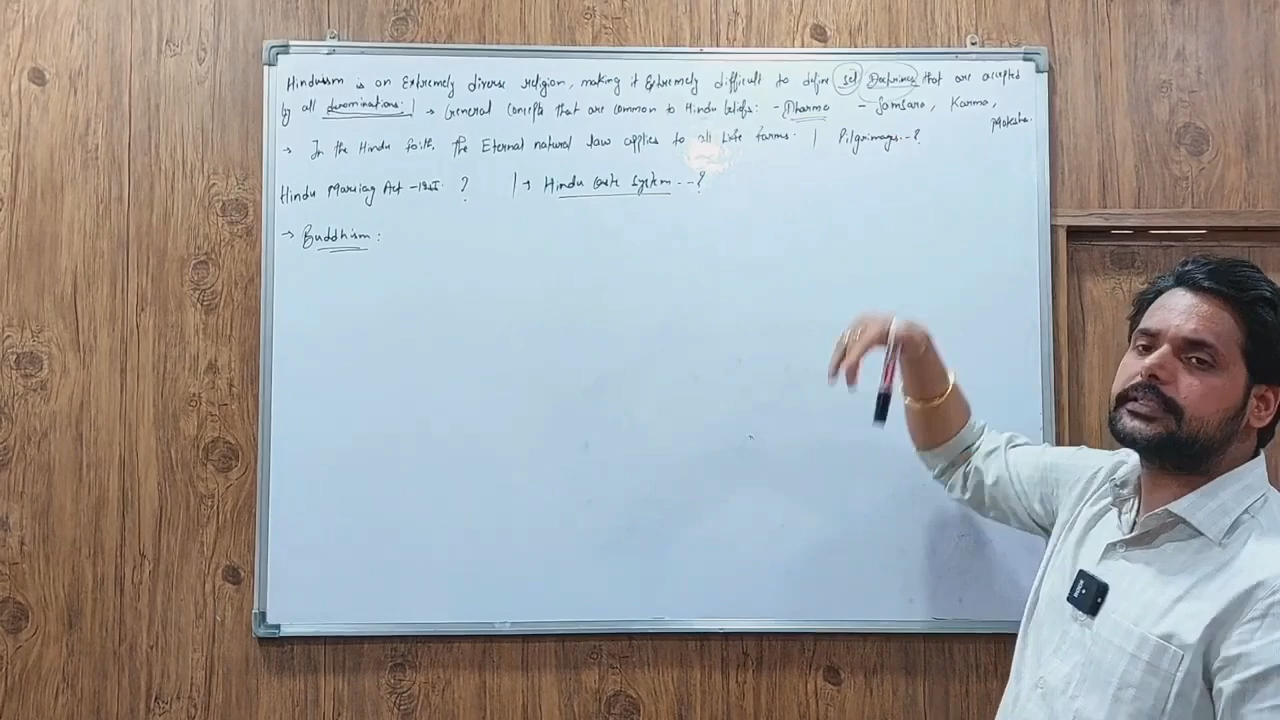 Hinduism is an Extremely diverse religion, making it Extremely difficult to define set Doctrines that are accepted
by all denominations. | → General concepts that are common to Hindu beliefs: - Dharma - Samsara, Karma, Moksha.
→ In the Hindu faith, the Eternal natural law applies to all life forms. | Pilgrimages--?
Hindu Marriage Act - ? | → Hindu Caste System --?
→ Buddhism: